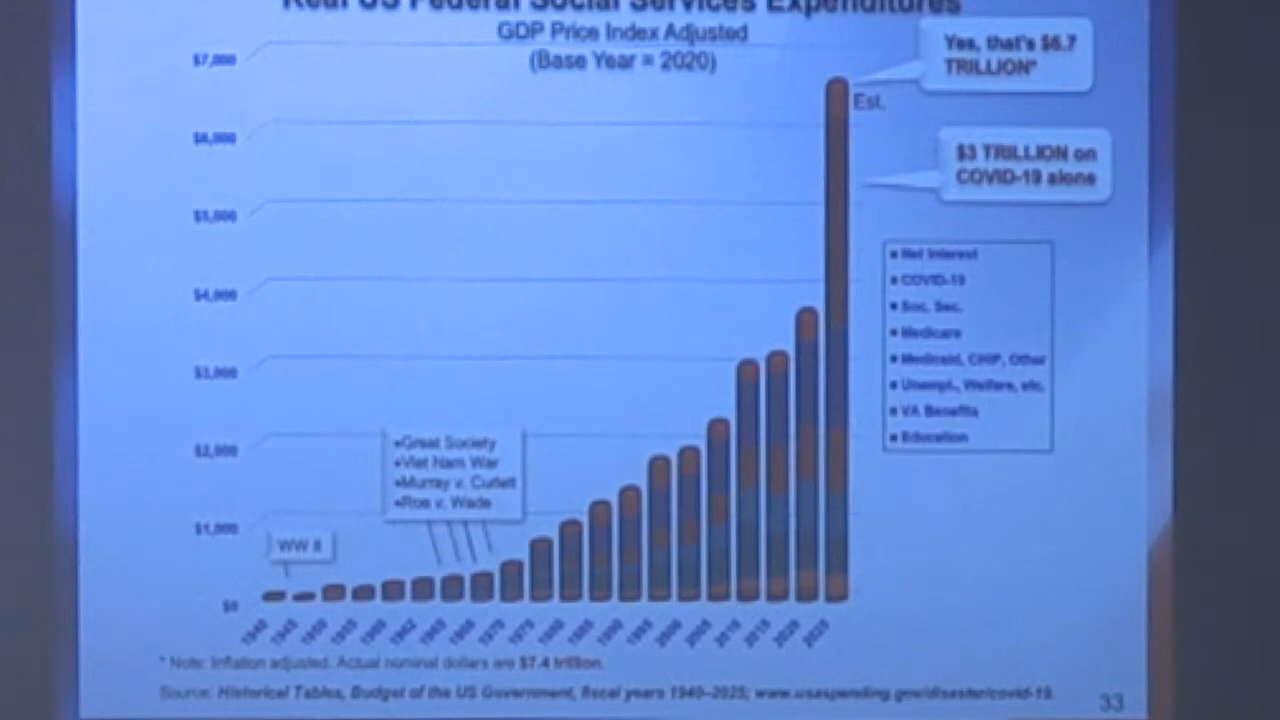 Real US Federal Social Services Expenditures
GDP Price Index Adjusted
(Base Year = 2020)
$7,000
$6,000
$5,000
$4,000
$3,000
$2,000
$1,000
$0
Yes, that's $6.7
TRILLION*
Est.
$3 TRILLION on
COVID-19 alone
Net Interest
COVID-19
Soc. Sec.
Medicare
Medicaid, CHIP, Other
Unempl., Welfare, etc.
VA Benefits
Education
•Great Society
•Viet Nam War
•Murray v. Curlett
•Roe v. Wade
WW II
1940
* Note: Inflation adjusted. Actual nominal dollars are $7.4 trillion.
Source: Historical Tables, Budget of the US Government, fiscal years 1940–2025; www.usaspending.gov/disaster/covid-19.
33